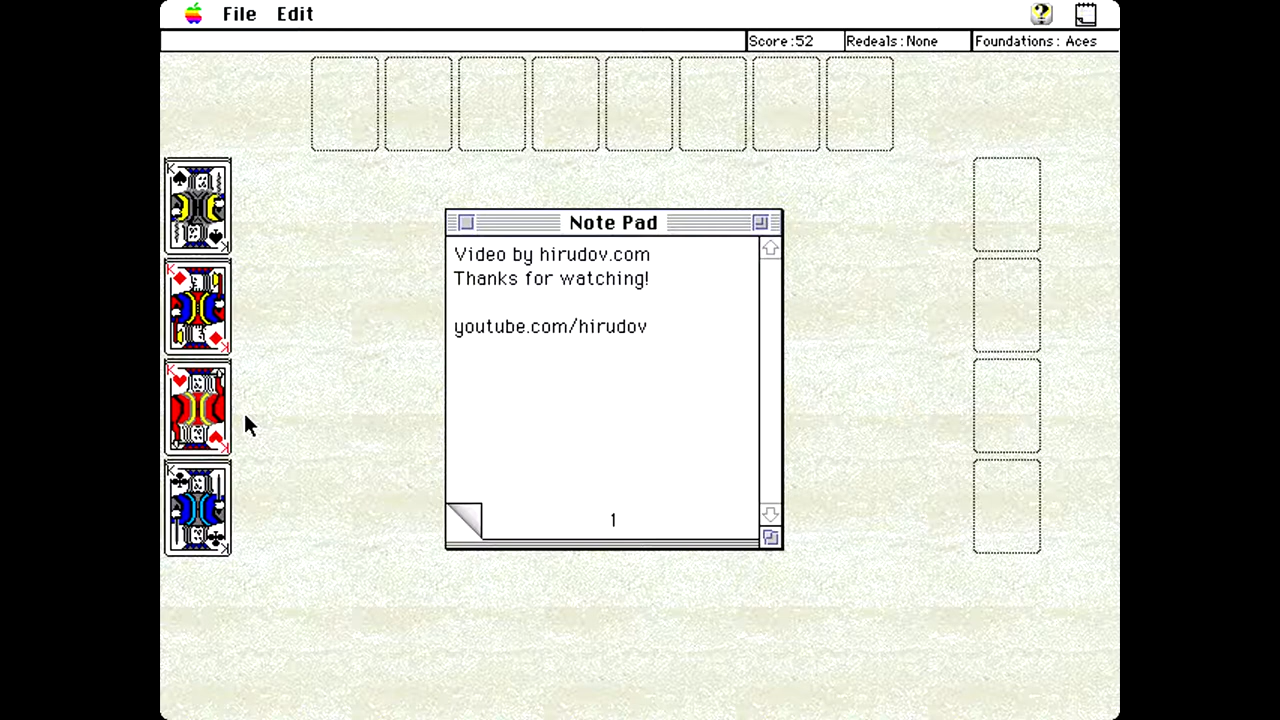 File Edit
Score:52 Redeals: None Foundations: Aces
K
K
K
K
K
K
K
K
Note Pad
Video by hirudov.com
Thanks for watching!
youtube.com/hirudov
1